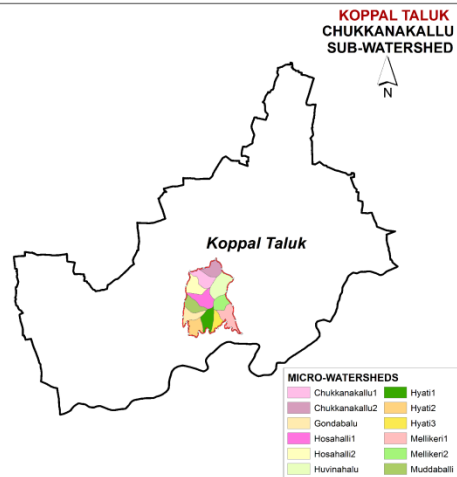 KOPPAL TALUK
CHUKKANAKALLU
SUB-WATERSHED
N
Koppal Taluk
MICRO-WATERSHEDS
Chukkanakallu1
Chukkanakallu2
Gondabalu
Hosahalli1
Hosahalli2
Huvinahalu
Hyati1
Hyati2
Hyati3
Mellikeri1
Mellikeri2
Muddaballi